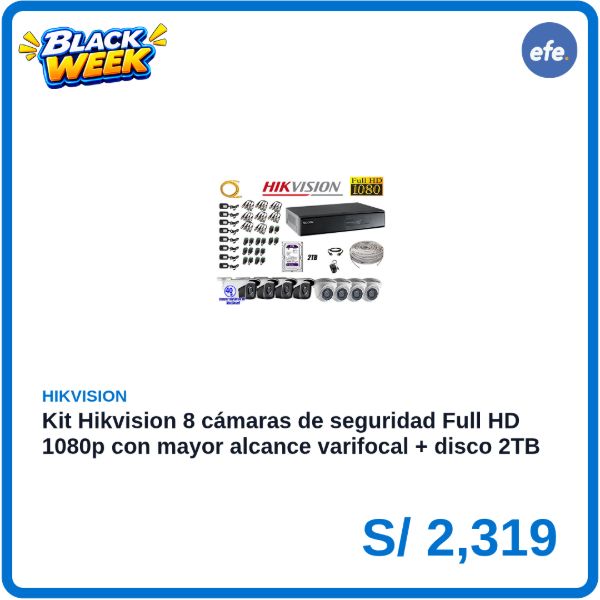 BLACK
WEEK
efe.
HIKVISION
Full HD
1080
2TB
HIKVISION
Kit Hikvision 8 cámaras de seguridad Full HD
1080p con mayor alcance varifocal + disco 2TB
S/ 2,319